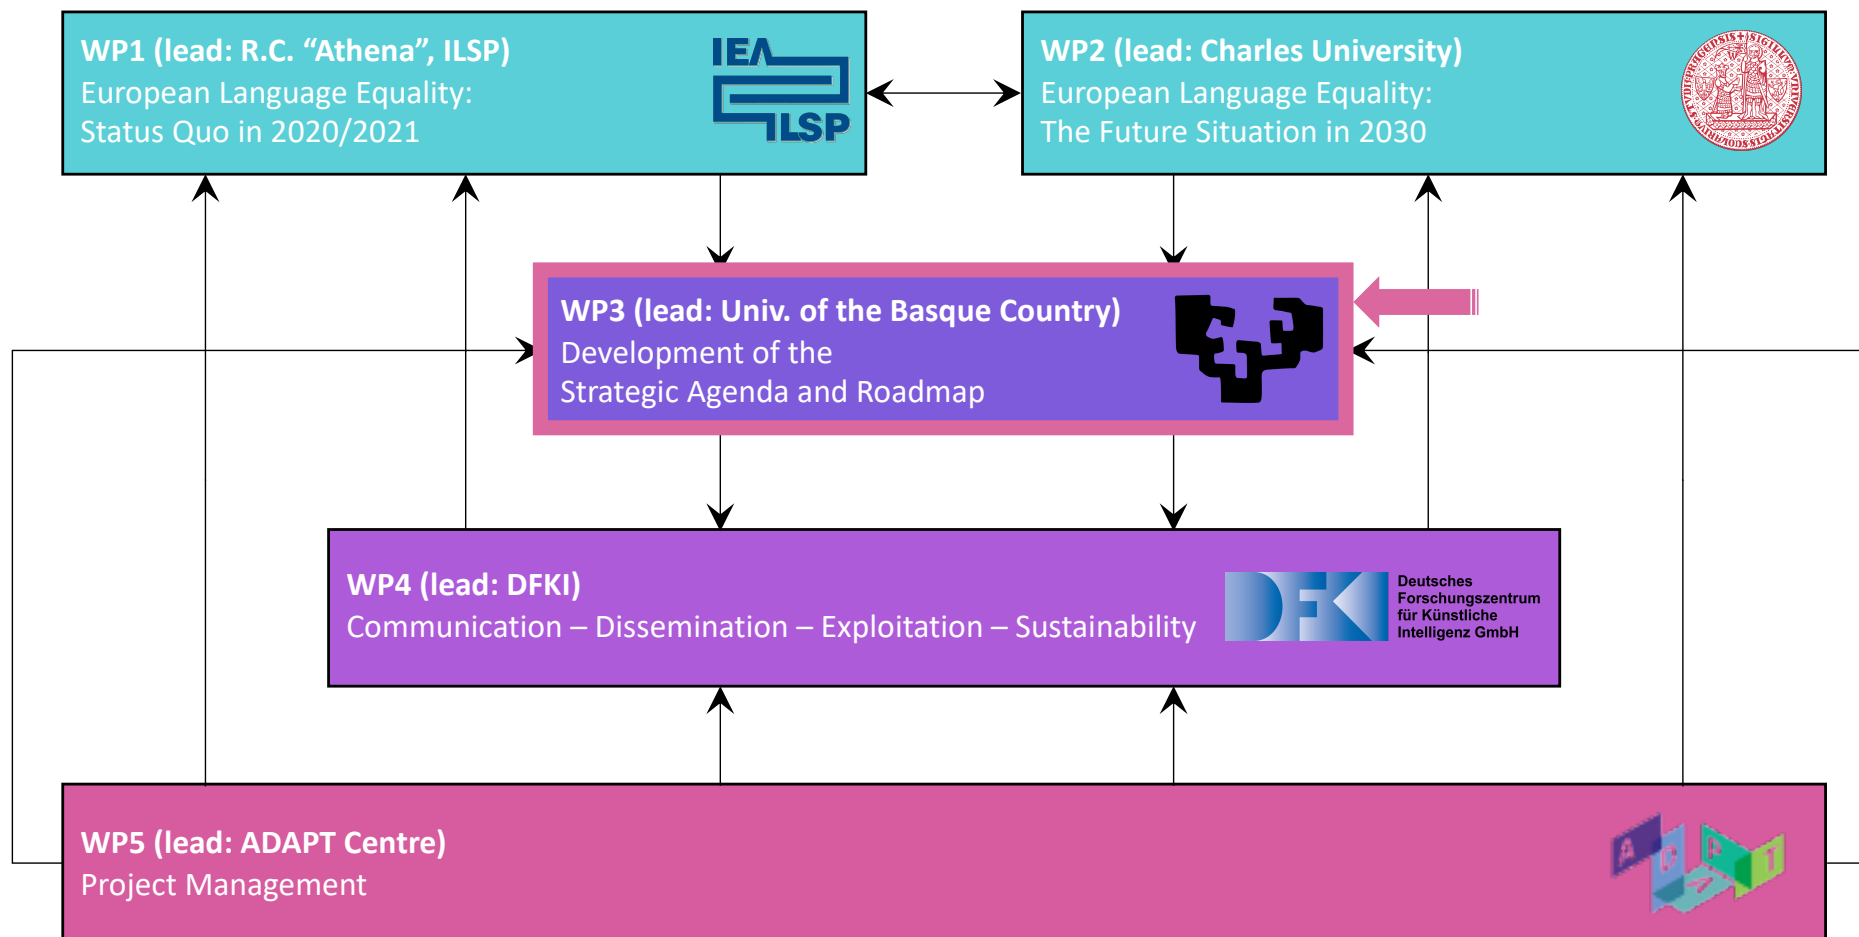 WP1 (lead: R.C. “Athena”, ILSP)
European Language Equality:
Status Quo in 2020/2021
ΙΕΛ
ILSP
WP2 (lead: Charles University)
European Language Equality:
The Future Situation in 2030
WP3 (lead: Univ. of the Basque Country)
Development of the
Strategic Agenda and Roadmap
WP4 (lead: DFKI)
Communication – Dissemination – Exploitation – Sustainability
DFK
Deutsches
Forschungszentrum
für Künstliche
Intelligenz GmbH
WP5 (lead: ADAPT Centre)
Project Management
ADAPT